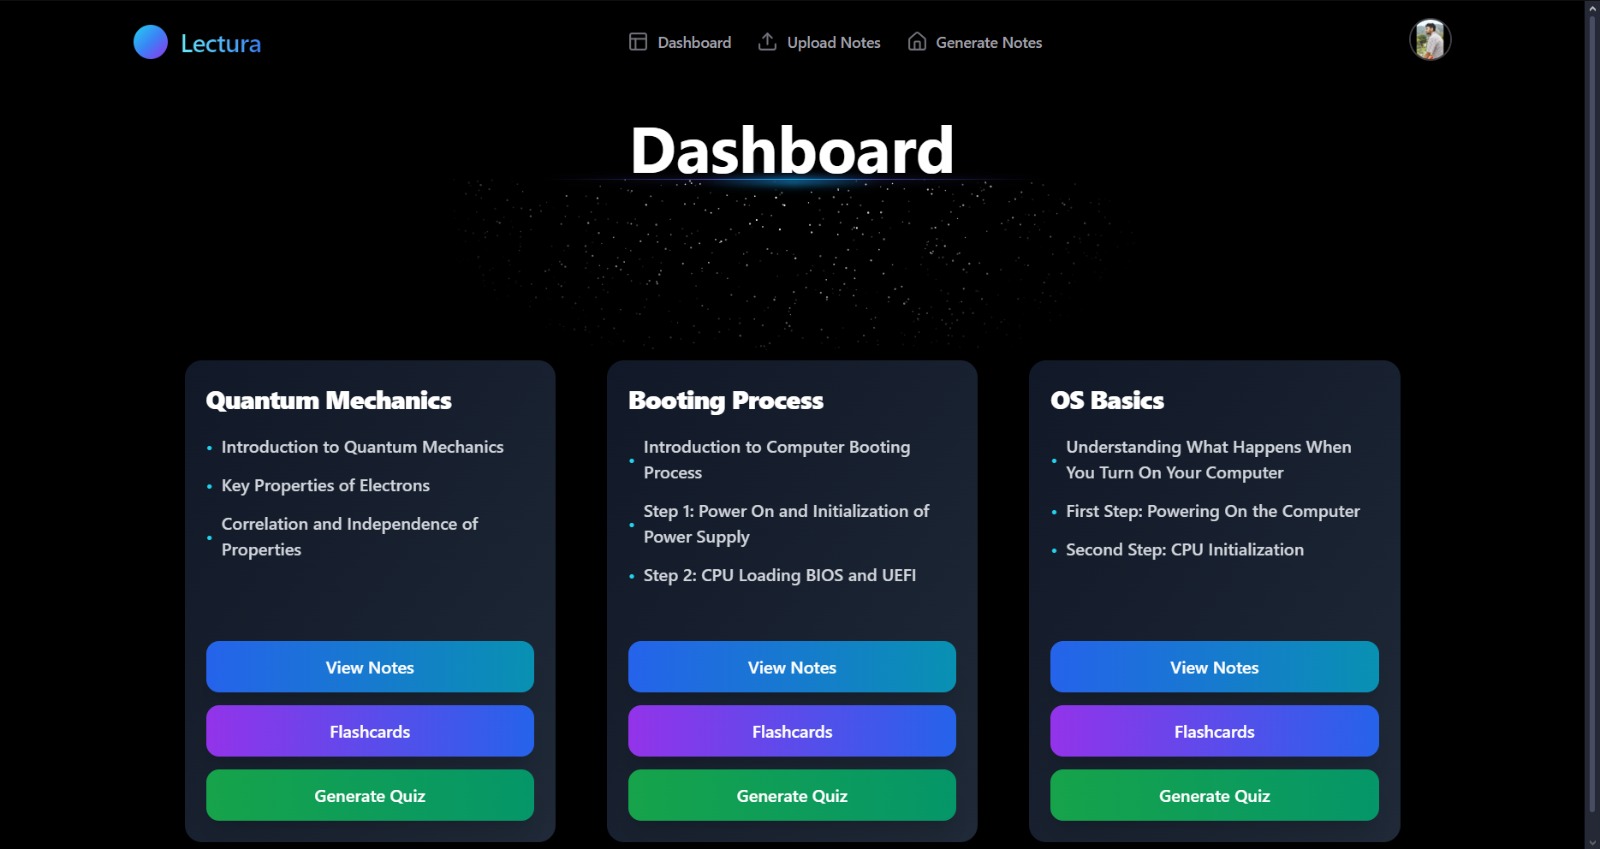 Lectura
Dashboard
Upload Notes
Generate Notes
Dashboard
Quantum Mechanics
• Introduction to Quantum Mechanics
• Key Properties of Electrons
• Correlation and Independence of
Properties
View Notes
Flashcards
Generate Quiz
Booting Process
• Introduction to Computer Booting
Process
• Step 1: Power On and Initialization of
Power Supply
• Step 2: CPU Loading BIOS and UEFI
View Notes
Flashcards
Generate Quiz
OS Basics
• Understanding What Happens When
You Turn On Your Computer
• First Step: Powering On the Computer
• Second Step: CPU Initialization
View Notes
Flashcards
Generate Quiz